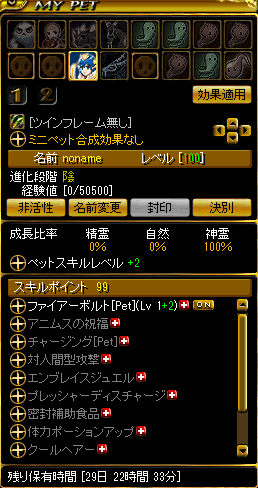 MY PET
1 2
効果適用
[ツインフレーム無し]
ミニペット合成効果なし
名前 noname レベル [100]
進化段階 陰
経験値 [0/50500]
非活性 名前変更 封印 決別
成長比率 精霊 自然 神霊
0% 0% 100%
ペットスキルレベル +2
スキルポイント 99
ファイアーボルト[Pet](Lv 1+2) ON
アニムスの祝福
チャージング[Pet]
対人間型攻撃
エンブレイスジュエル
プレッシャーディスチャージ
密封補助食品
体力ポーションアップ
クールヘアー
残り保有時間 [29日 22時間 33分]